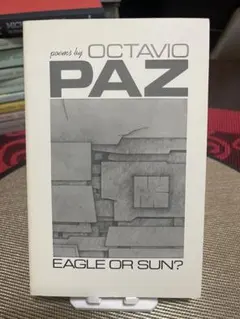 poems by OCTAVIO
PAZ
EAGLE OR SUN?